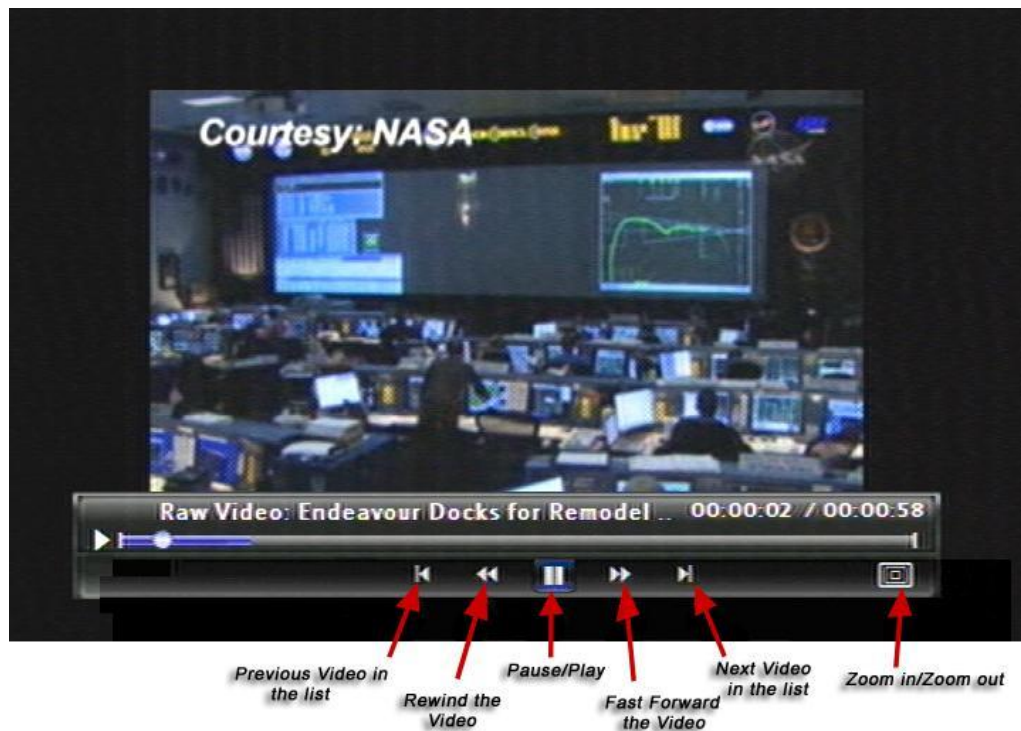 Courtesy: NASA
NASA
Raw Video: Endeavour Docks for Remodel .. 00:00:02 / 00:00:58
Previous Video in
the list
Rewind the
Video
Pause/Play
Fast Forward
the Video
Next Video
in the list
Zoom in/Zoom out